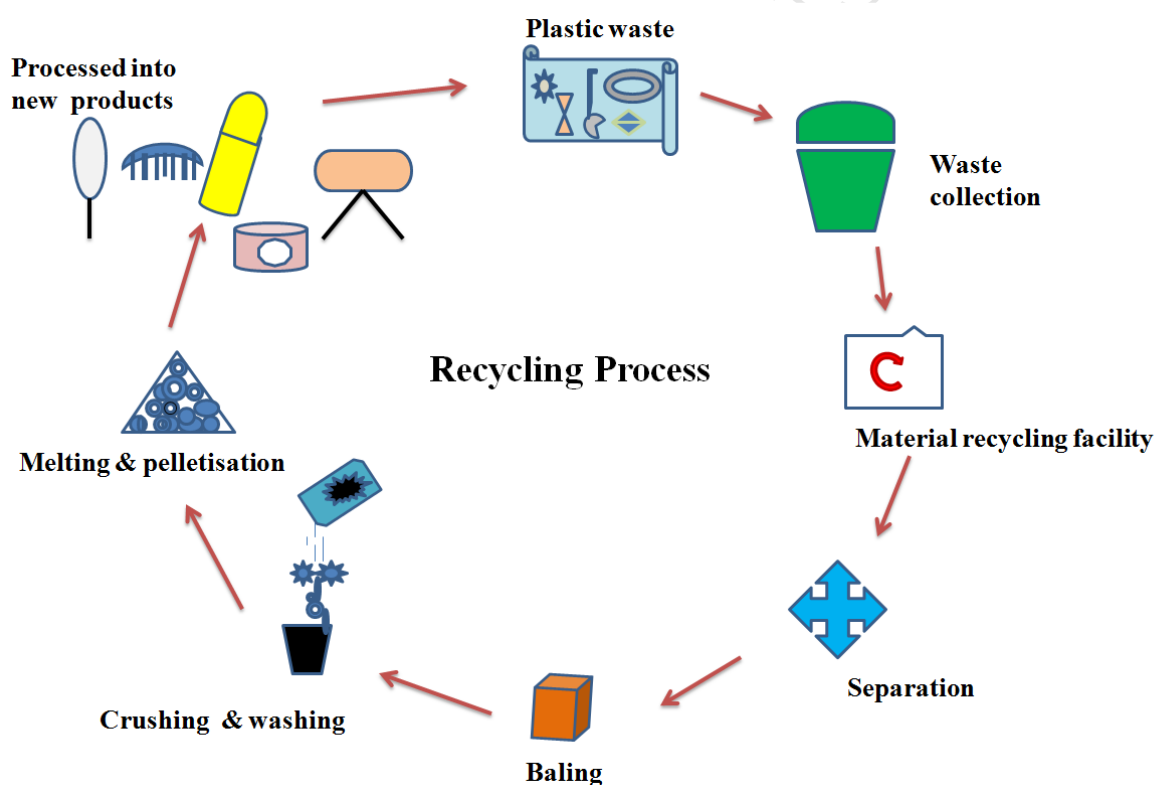 Plastic waste
Processed into
new products
Waste
collection
Recycling Process
Material recycling facility
Melting & pelletisation
Separation
Crushing & washing
Baling